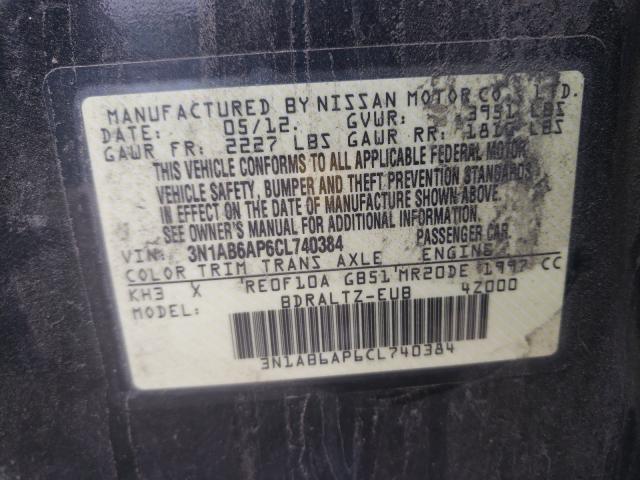 MANUFACTURED BY NISSAN MOTOR CO., LTD.
DATE: 05/12. GVWR: 3951 LBS
GAWR FR: 2227 LBS GAWR RR: LBS
THIS VEHICLE CONFORMS TO ALL APPLICABLE FEDERAL MOTOR
VEHICLE SAFETY, BUMPER AND THEFT PREVENTION STANDARDS
IN EFFECT ON THE DATE OF MANUFACTURE SHOWN ABOVE.
SEE OWNER'S MANUAL FOR ADDITIONAL INFORMATION.
VIN: 3N1AB6AP6CL740384 PASSENGER CAR
COLOR TRIM TRANS AXLE ENGINE
KH3 X RE0F10A GB51 MR20DE 1997 CC
MODEL: BDRALTZ-EUB 4Z000
3N1AB6AP6CL740384